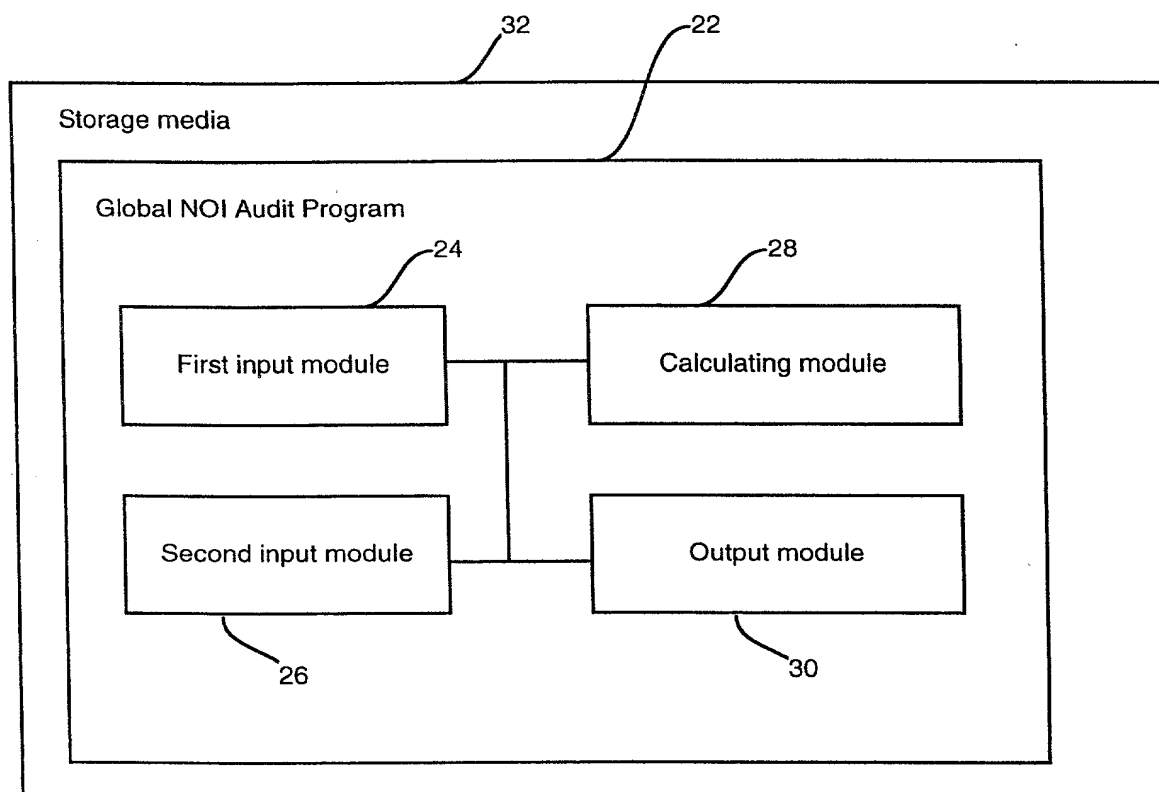 32
22
Storage media
Global NOI Audit Program
24
28
First input module
Calculating module
Second input module
Output module
26
30